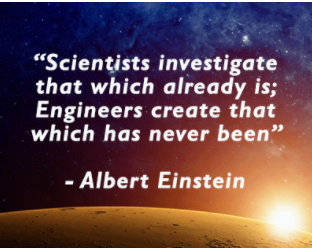 “Scientists investigate
that which already is;
Engineers create that
which has never been”
- Albert Einstein